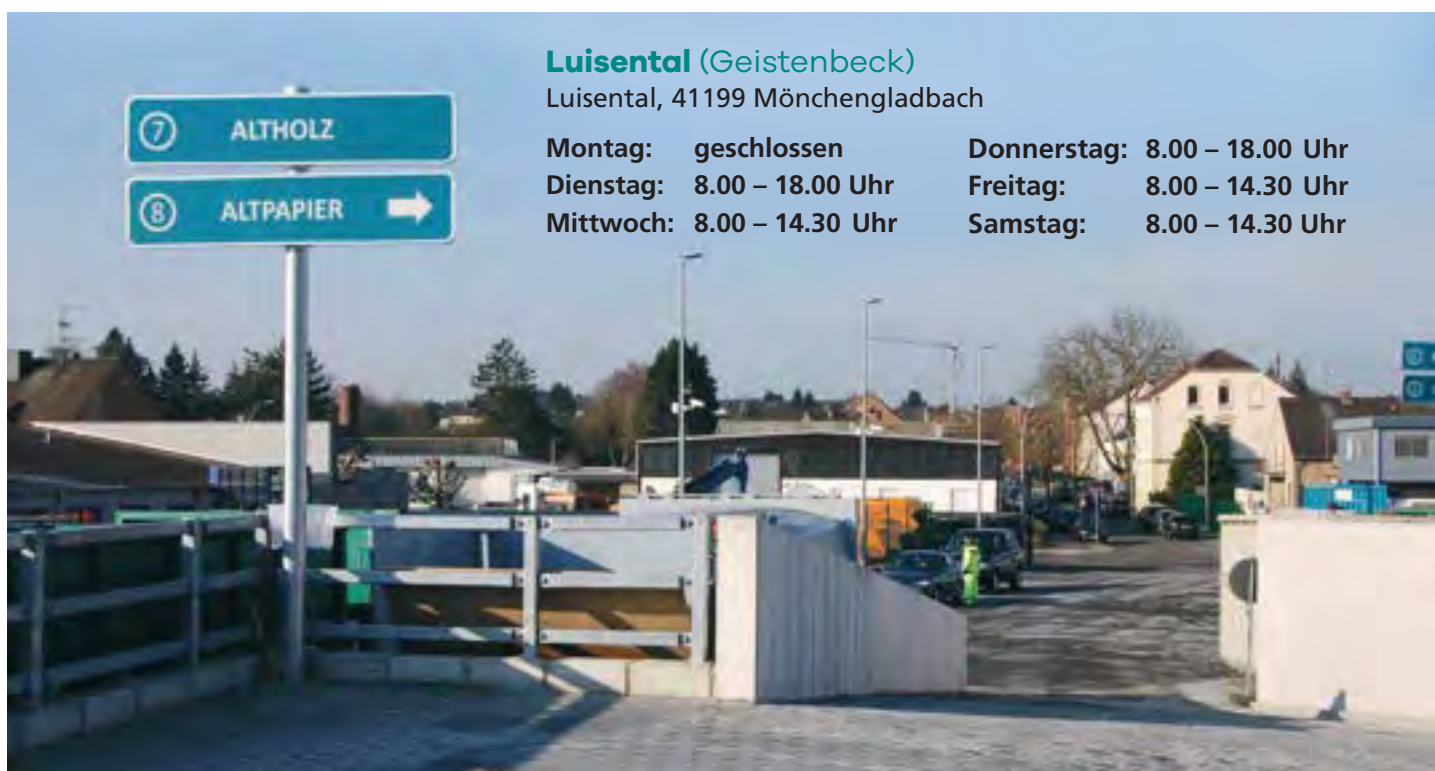 Luisental (Geistenbeck)
Luisental, 41199 Mönchengladbach
Montag: geschlossen
Dienstag: 8.00 – 18.00 Uhr
Mittwoch: 8.00 – 14.30 Uhr
Donnerstag: 8.00 – 18.00 Uhr
Freitag: 8.00 – 14.30 Uhr
Samstag: 8.00 – 14.30 Uhr
7 ALTHOLZ
8 ALTPAPIER